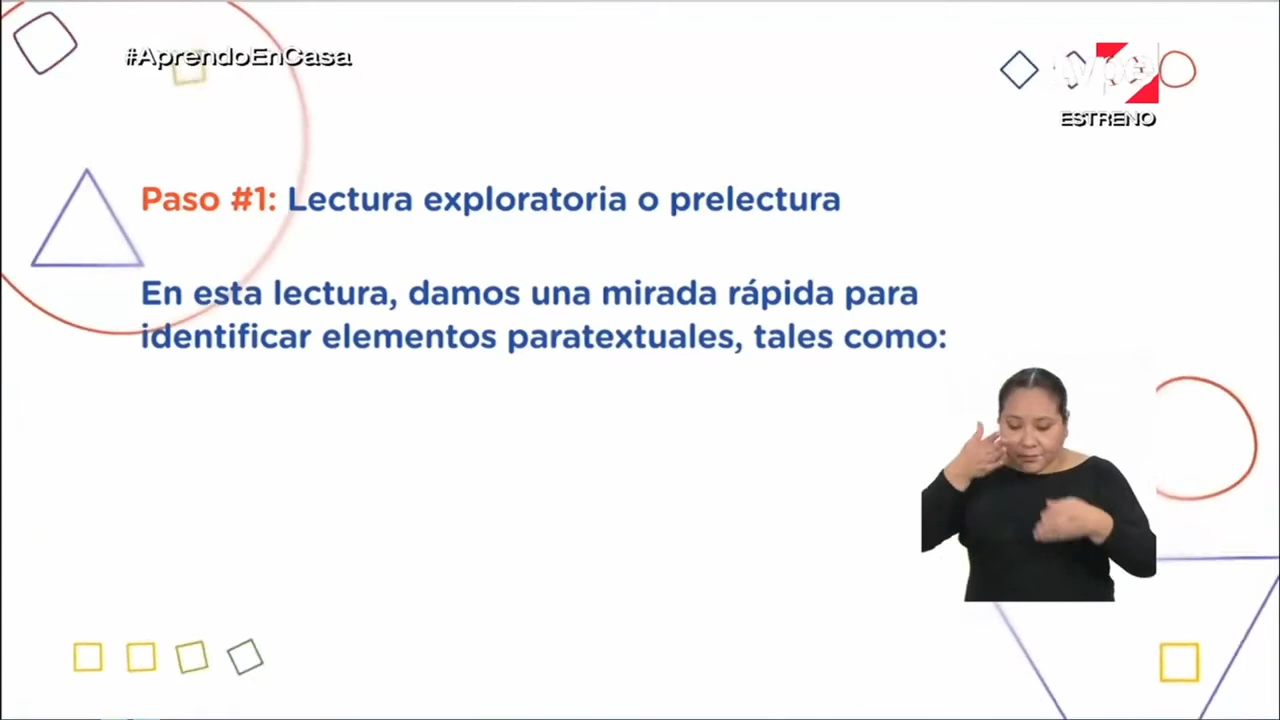 #AprendoEnCasa
tvpe
ESTRENO
Paso #1: Lectura exploratoria o prelectura
En esta lectura, damos una mirada rápida para
identificar elementos paratextuales, tales como: